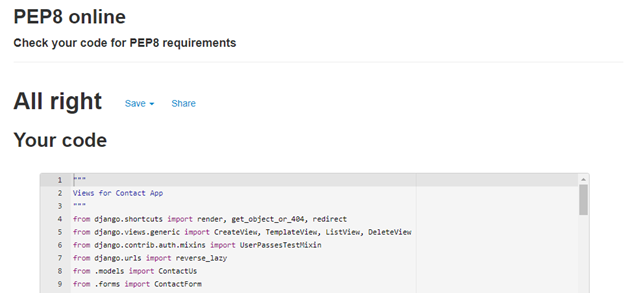 PEP8 online
Check your code for PEP8 requirements
All right Save Share
Your code
1 """
2 Views for Contact App
3 """
4 from django.shortcuts import render, get_object_or_404, redirect
5 from django.views.generic import CreateView, TemplateView, ListView, DeleteView
6 from django.contrib.auth.mixins import UserPassesTestMixin
7 from django.urls import reverse_lazy
8 from .models import ContactUs
9 from .forms import ContactForm